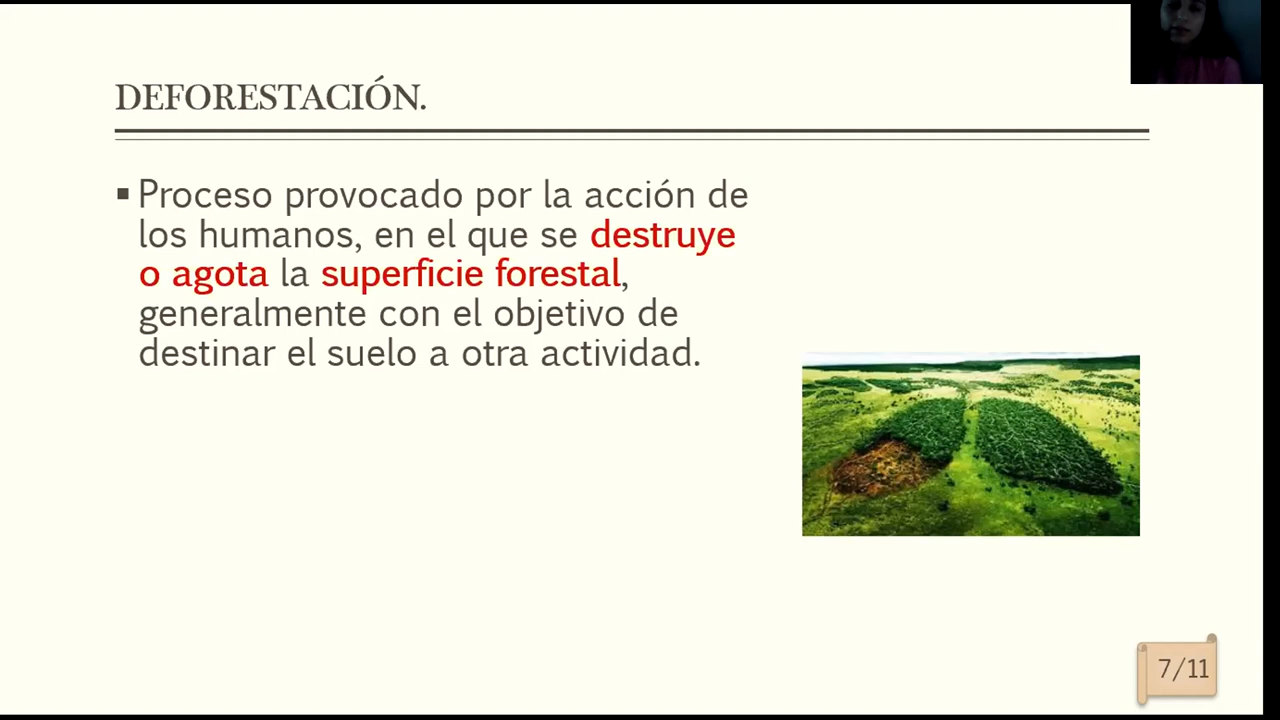 DEFORESTACIÓN.
▪ Proceso provocado por la acción de
los humanos, en el que se destruye
o agota la superficie forestal,
generalmente con el objetivo de
destinar el suelo a otra actividad.
7/11